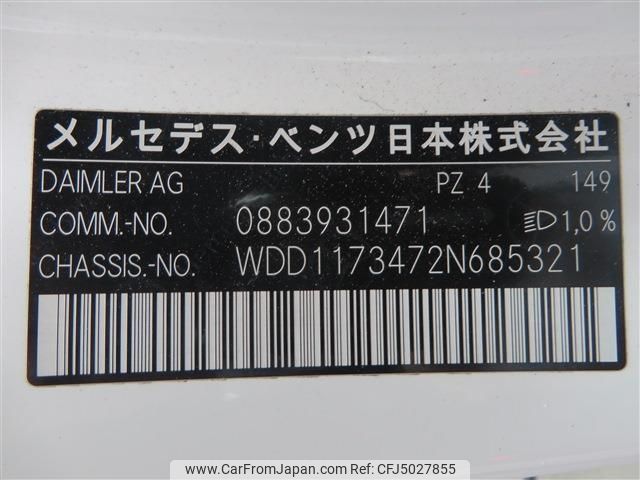 メルセデス・ベンツ日本株式会社
DAIMLER AG PZ 4 149
COMM.-NO. 0883931471 1,0 %
CHASSIS.-NO. WDD1173472N685321
www.CarFromJapan.com - CFJ5027855